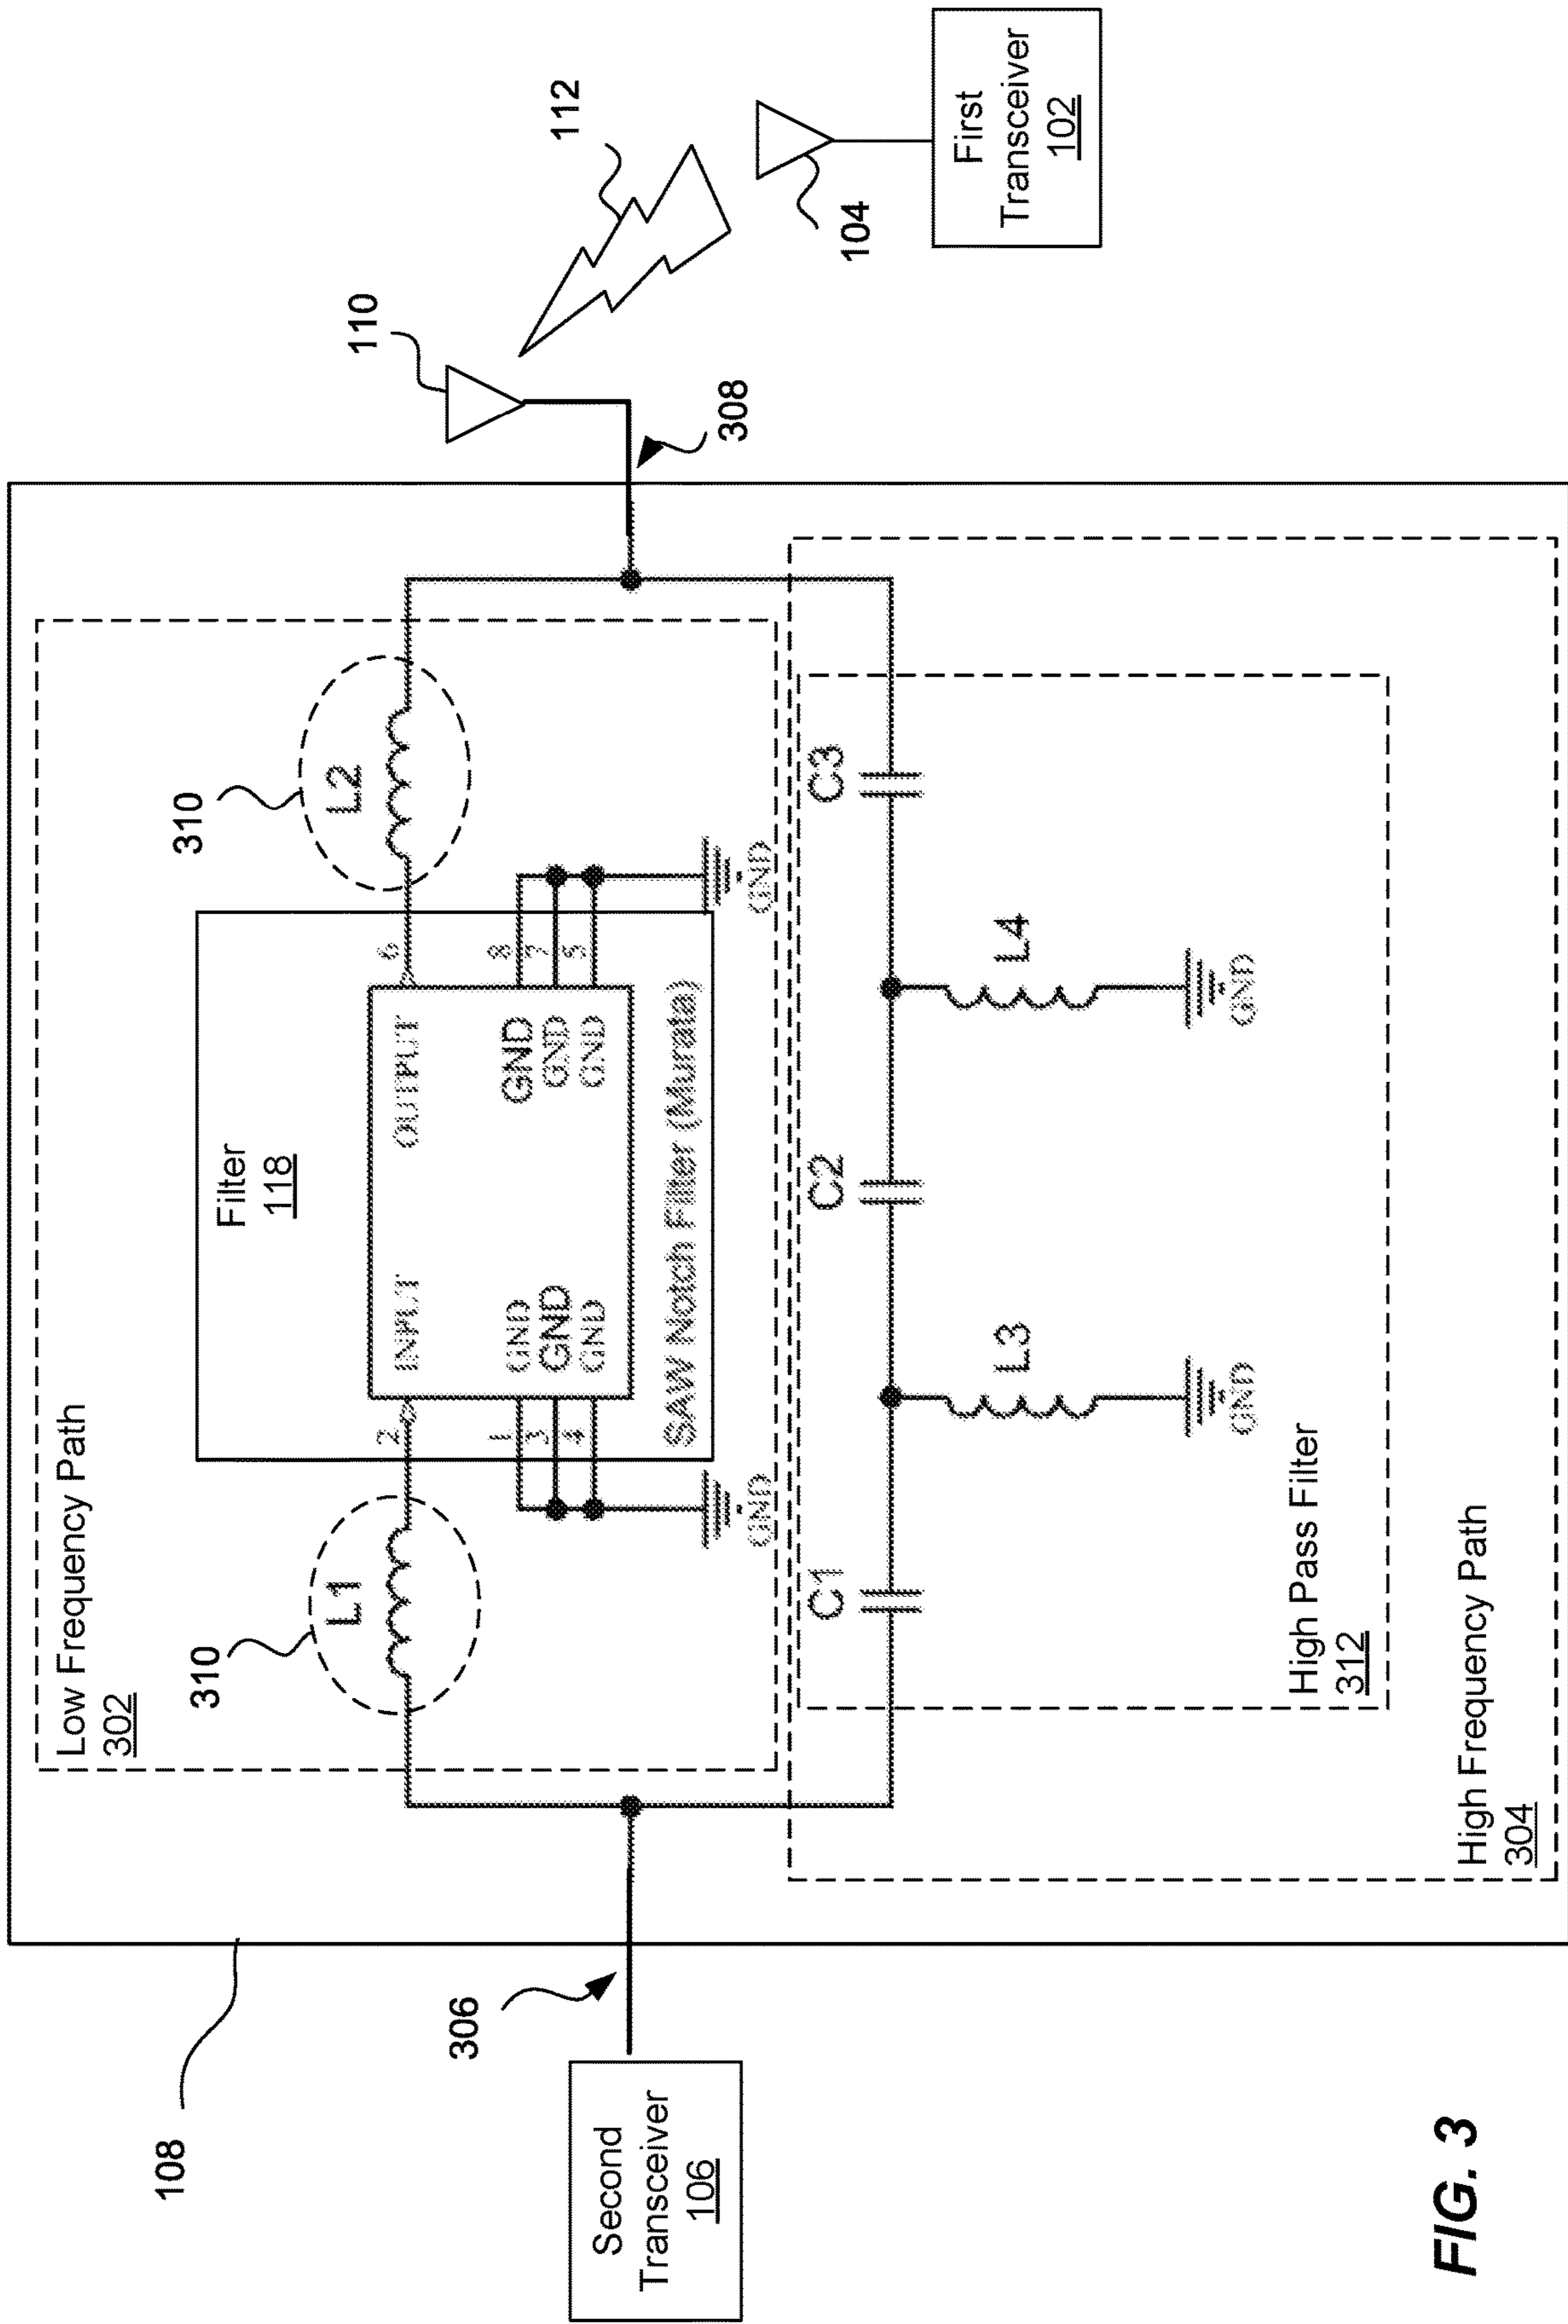 108
Low Frequency Path
302
310
L1
310
L2
Filter
118
2
INPUT
OUTPUT
6
1
GND
GND
8
3
GND
GND
7
4
GND
GND
5
SAW Notch Filter (Murata)
GND
GND
110
112
308
104
First
Transceiver
102
306
Second
Transceiver
106
C1
C2
C3
L3
L4
GND
GND
High Pass Filter
312
High Frequency Path
304
FIG. 3